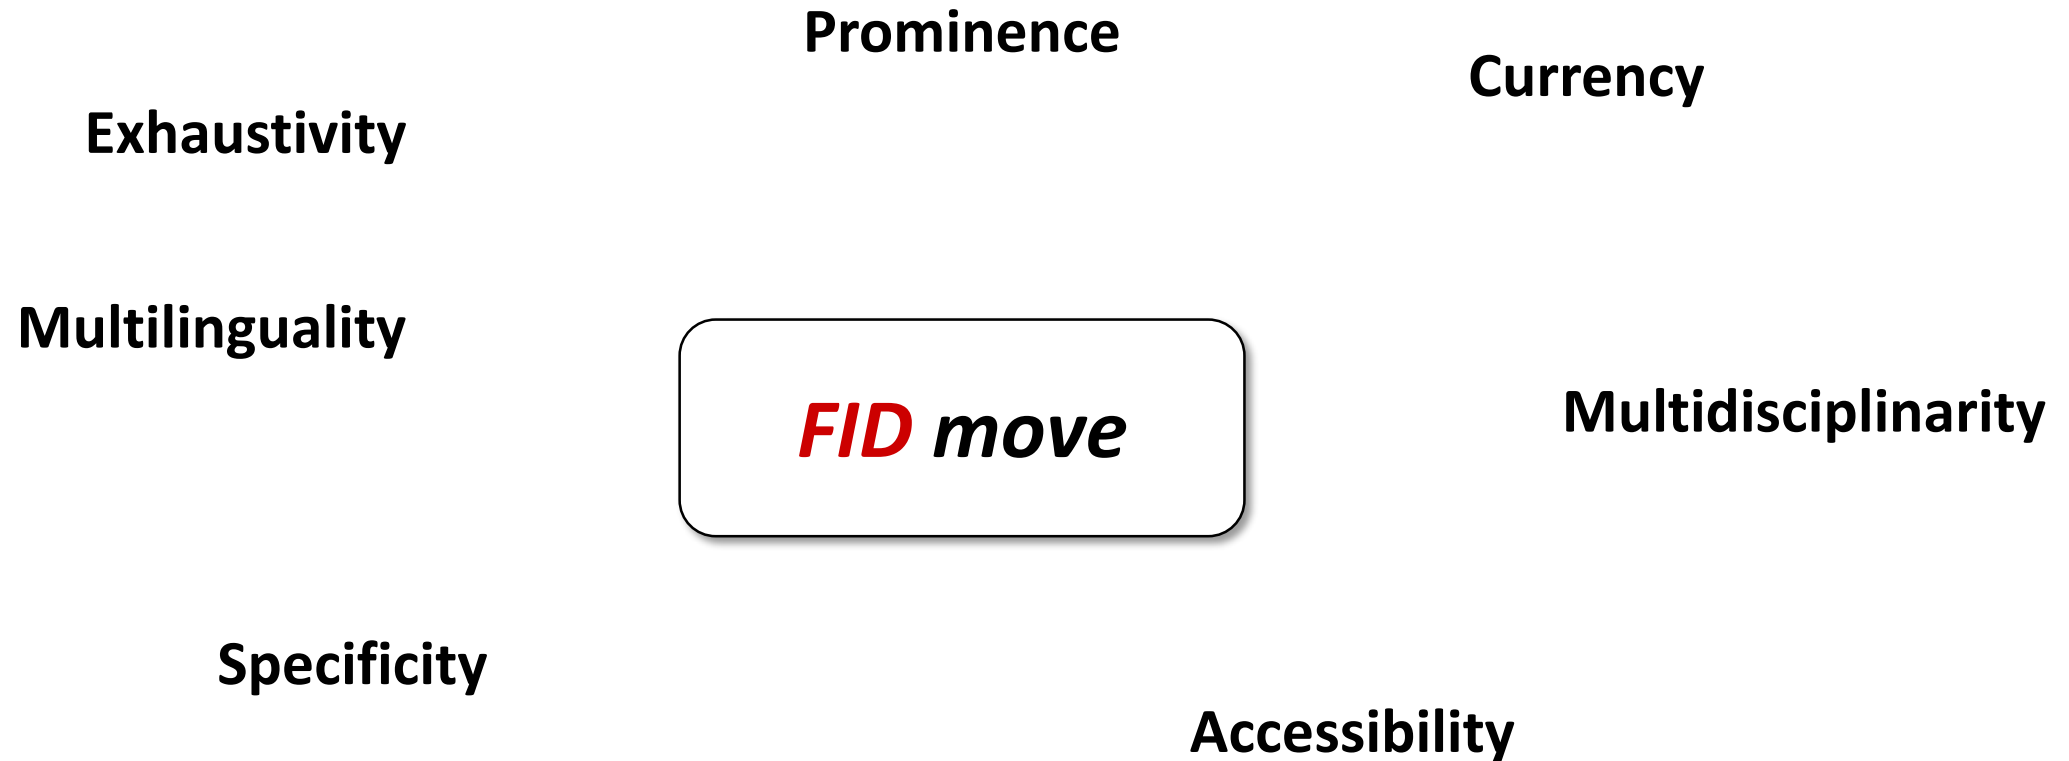 Prominence
Currency
Exhaustivity
Multilinguality
Multidisciplinarity
FID move
Specificity
Accessibility